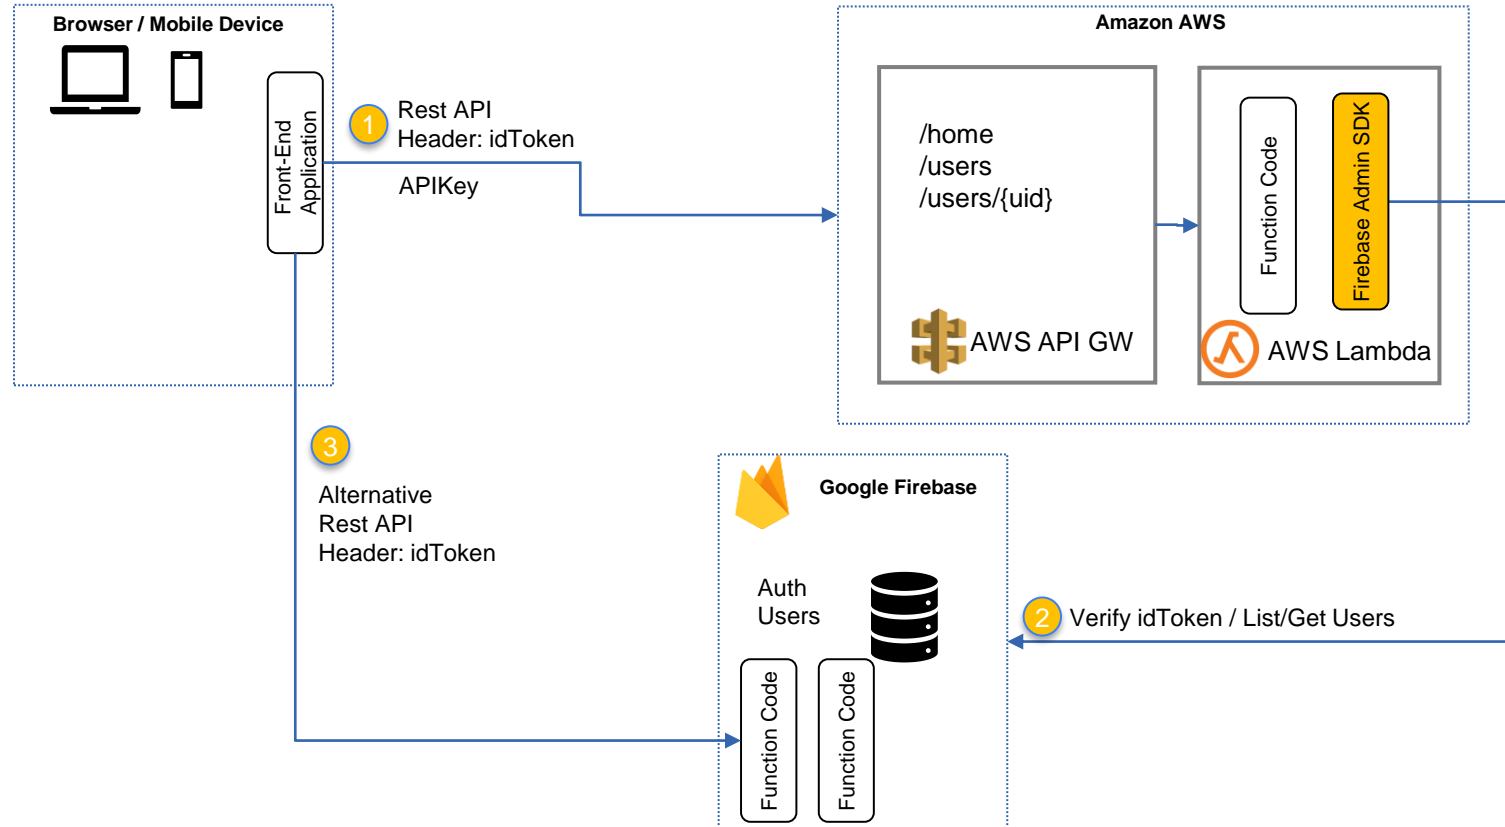 Browser / Mobile Device
Front-End
Application
1
Rest API
Header: idToken
APIKey
Amazon AWS
/home
/users
/users/{uid}
AWS API GW
Function Code
Firebase Admin SDK
AWS Lambda
3
Alternative
Rest API
Header: idToken
Google Firebase
Auth
Users
Function Code
Function Code
2
Verify idToken / List/Get Users